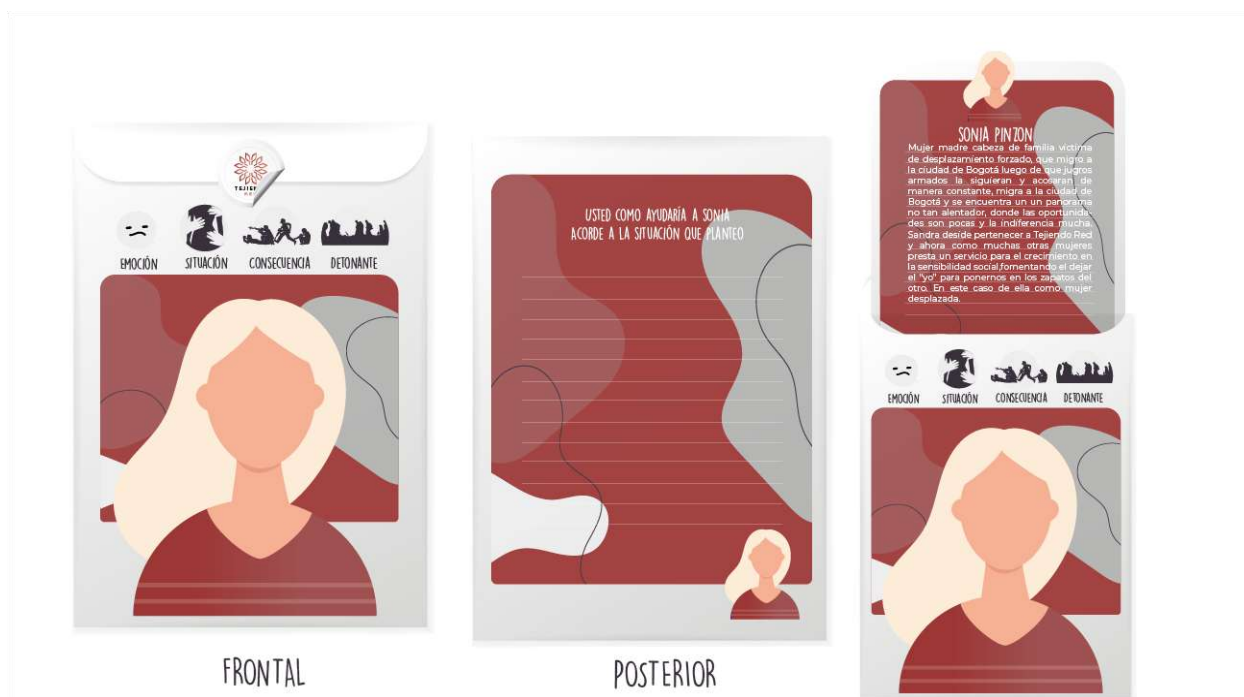 EMOCIÓN SITUACIÓN CONSECUENCIA DETONANTE
FRONTAL
USTED COMO AYUDARÍA A SONIA
ACORDE A LA SITUACIÓN QUE PLANTEO
POSTERIOR
SONIA PINZON
Mujer madre cabeza de familia víctima
de desplazamiento forzado, que migro a
la ciudad de Bogotá luego de que jugros
armados la siguieran y acosaran de
manera constante, migra a la ciudad de
Bogotá y se encuentra un un panorama
no tan alentador, donde las oportunida-
des son pocas y la indiferencia mucha.
Sandra deside pertenecer a Tejiendo Red
y ahora como muchas otras mujeres
presta un servicio para el crecimiento en
la sensibilidad social,fomentando el dejar
el "yo" para ponernos en los zapatos del
otro. En este caso de ella como mujer
desplazada.
EMOCIÓN SITUACIÓN CONSECUENCIA DETONANTE